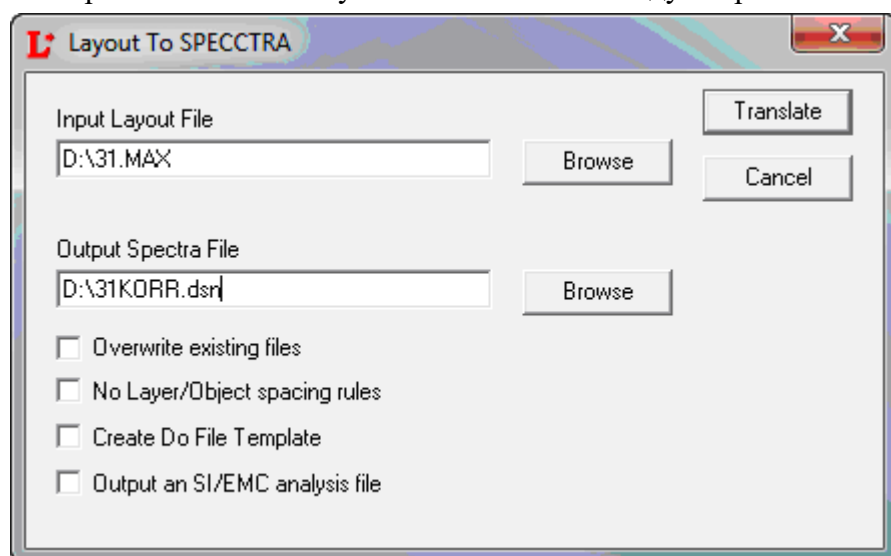 Layout To SPECCTRA
Input Layout File
Translate
D:\31.MAX
Browse
Cancel
Output Spectra File
D:\31KORR.dsn
Browse
Overwrite existing files
No Layer/Object spacing rules
Create Do File Template
Output an SI/EMC analysis file